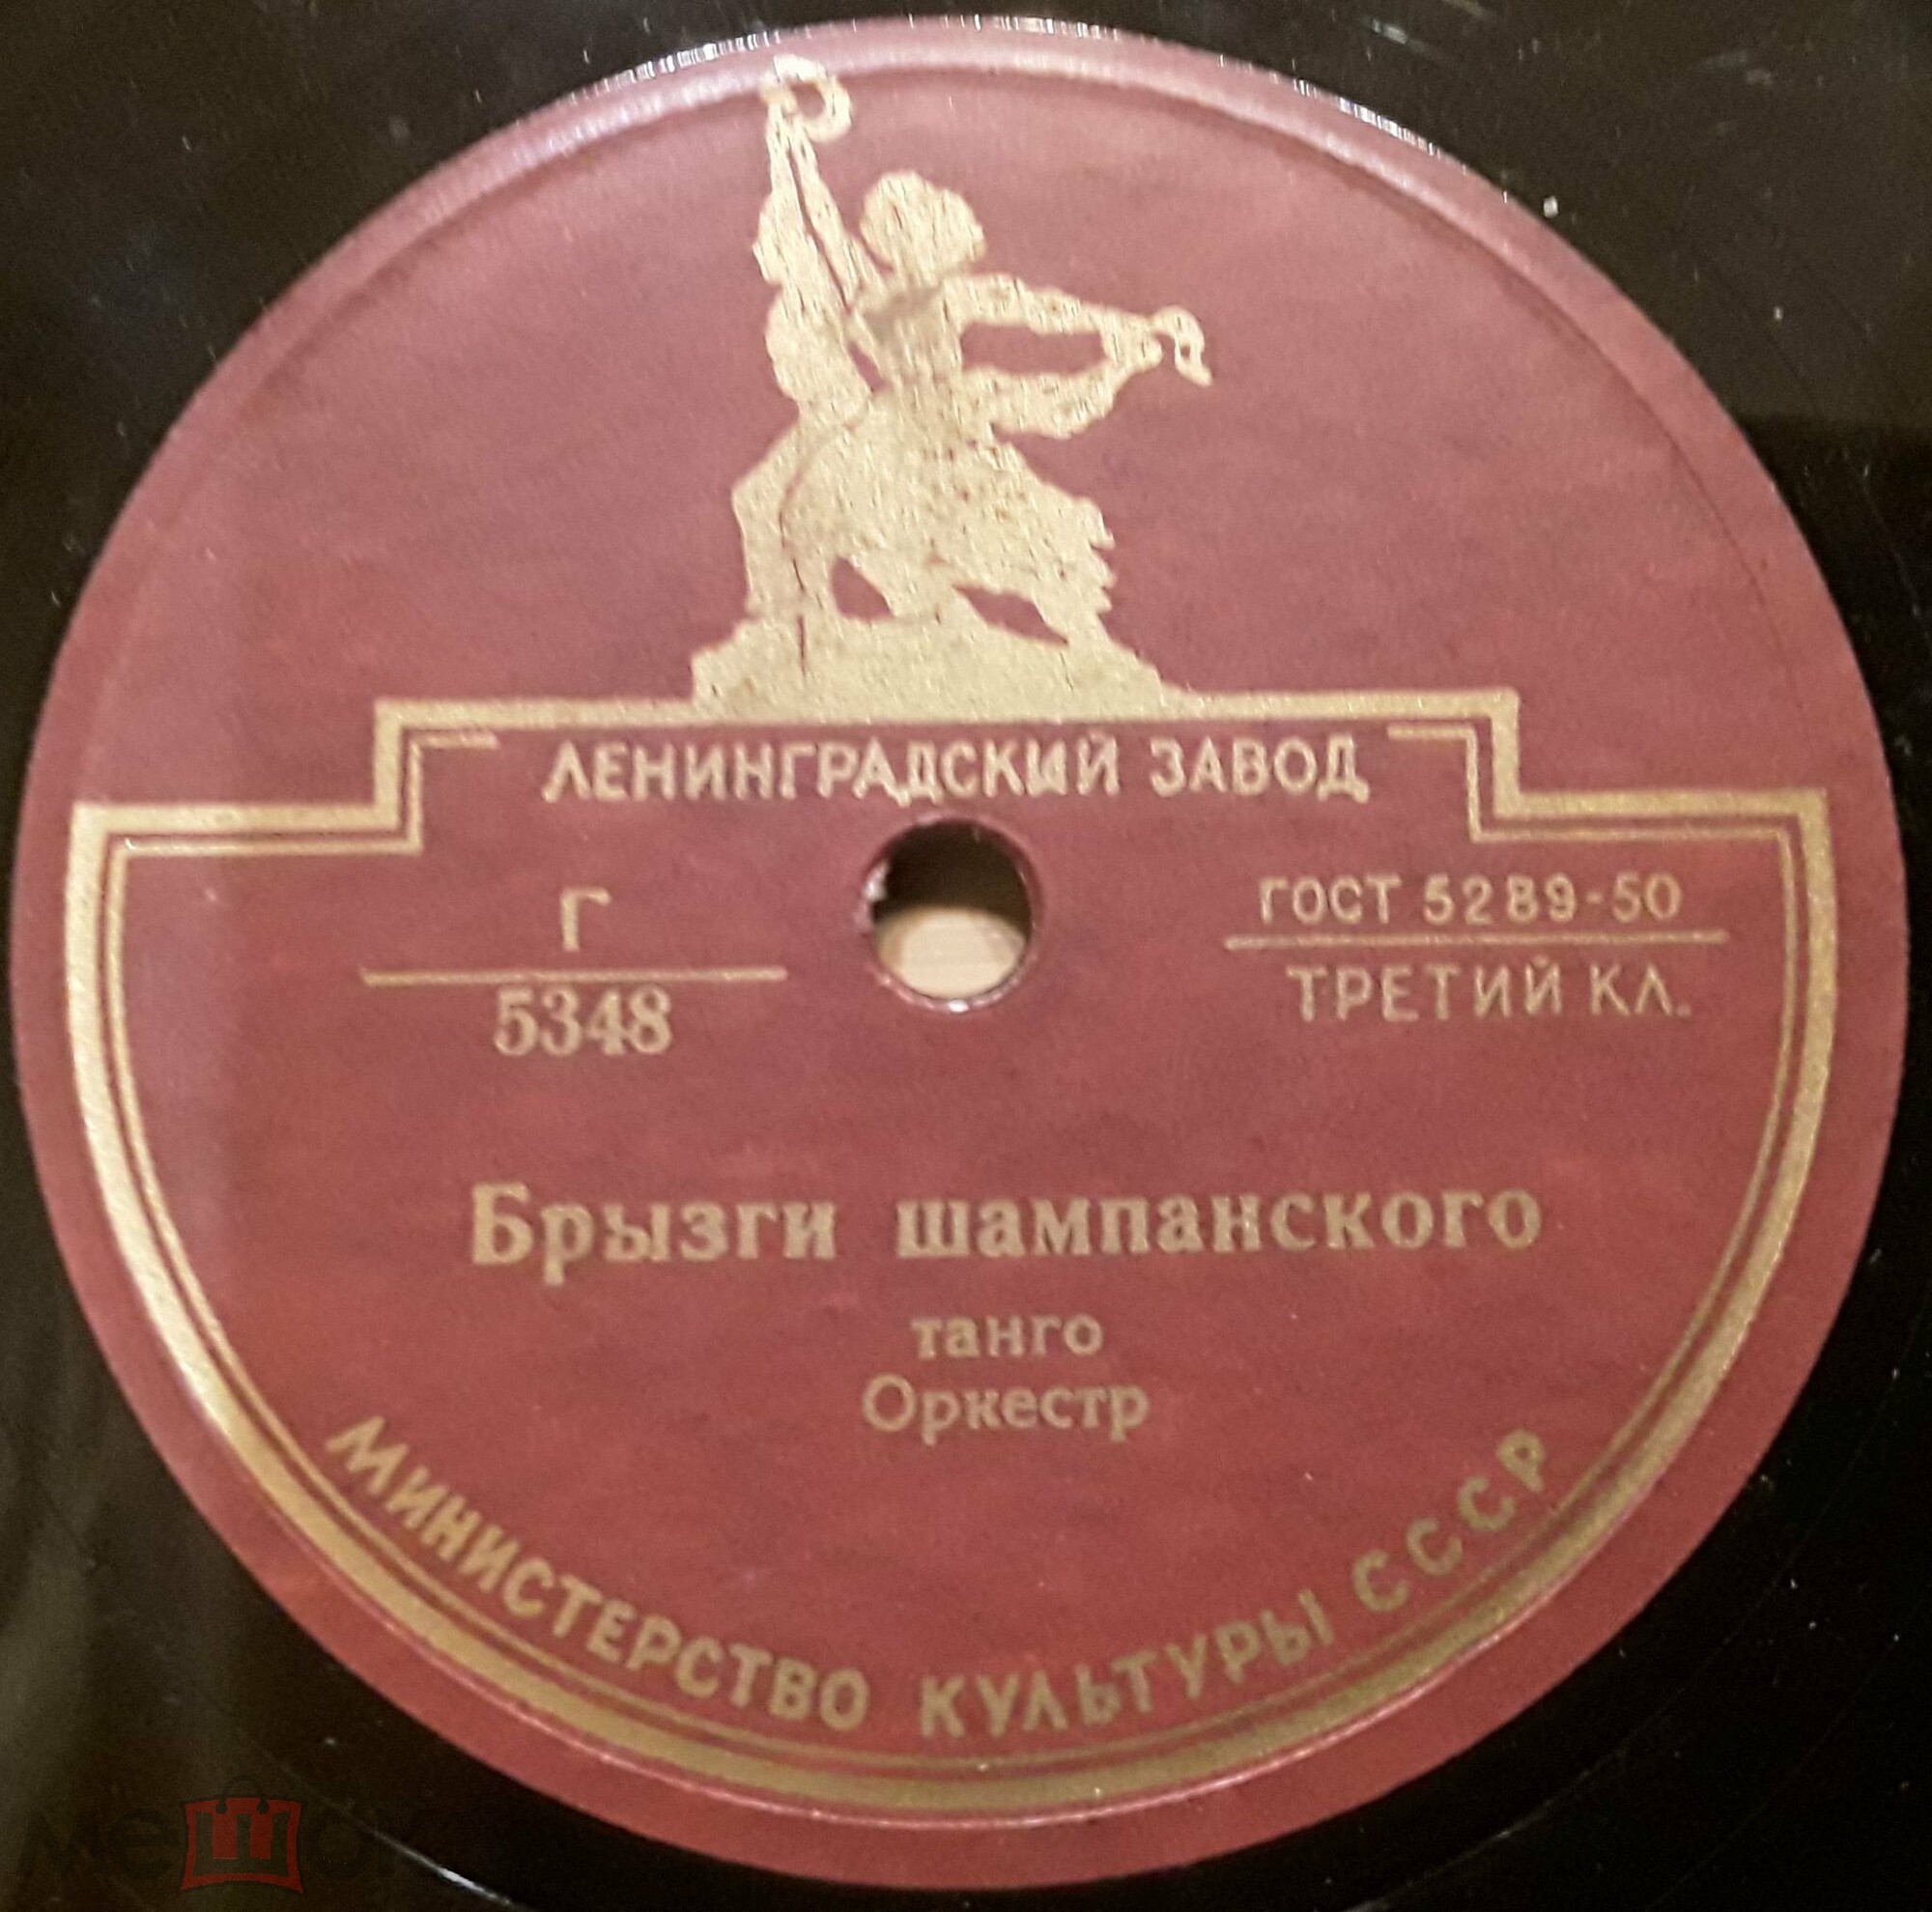 ЛЕНИНГРАДСКИЙ ЗАВОД
Г
5348
ГОСТ 5289-50
ТРЕТИЙ КЛ.
Брызги шампанского
танго
Оркестр
МИНИСТЕРСТВО КУЛЬТУРЫ СССР